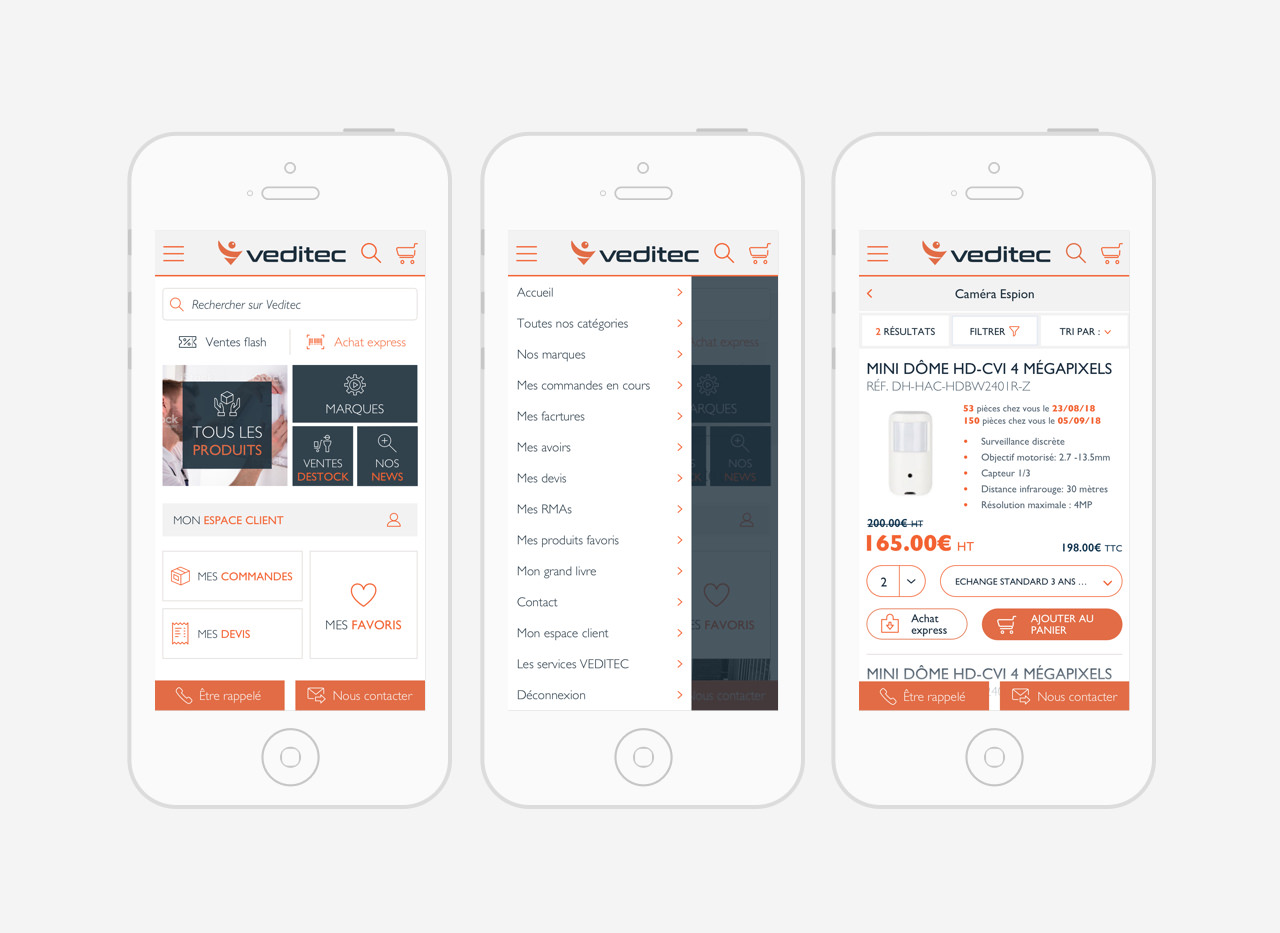 veditec
Rechercher sur Veditec
Ventes flash
Achat express
TOUS LES
PRODUITS
MARQUES
VENTES
DESTOCK
NOS
NEWS
MON ESPACE CLIENT
MES COMMANDES
MES DEVIS
MES FAVORIS
Être rappelé
Nous contacter
veditec
Accueil
Toutes nos catégories
Nos marques
Mes commandes en cours
Mes facrtures
Mes avoirs
Mes devis
Mes RMAs
Mes produits favoris
Mon grand livre
Contact
Mon espace client
Les services VEDITEC
Déconnexion
express
NOS
NEWS
FAVORIS
contacter
veditec
Caméra Espion
2 RÉSULTATS
FILTRER
TRI PAR :
MINI DÔME HD-CVI 4 MÉGAPIXELS
RÉF. DH-HAC-HDBW2401R-Z
53 pièces chez vous le 23/08/18
150 pièces chez vous le 05/09/18
• Surveillance discrète
• Objectif motorisé: 2.7 -13.5mm
• Capteur 1/3
• Distance infrarouge: 30 mètres
• Résolution maximale : 4MP
200.00€ HT
165.00€ HT
198.00€ TTC
2
ECHANGE STANDARD 3 ANS ...
Achat
express
AJOUTER AU
PANIER
MINI DÔME HD-CVI 4 MÉGAPIXELS
Être rappelé
Nous contacter